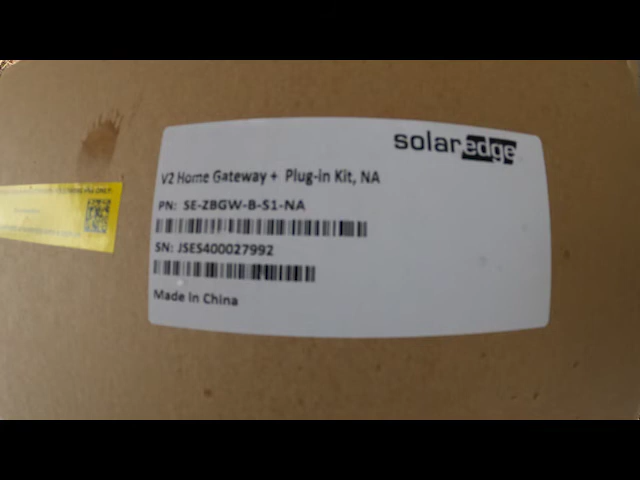 solaredge
V2 Home Gateway + Plug-in Kit, NA
PN: SE-ZBGW-B-S1-NA
SN: JSES400027992
Made In China